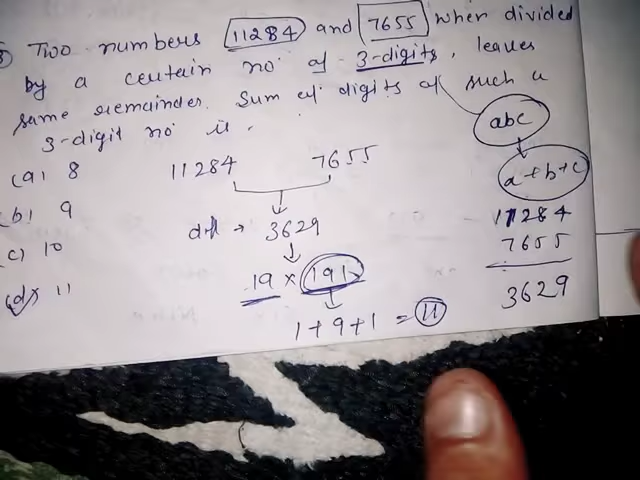 Two numbers 11284 and 7655 when divided
by a certain no of 3-digits, leaves
same remainder. Sum of digits of such a
3-digit no is.
abc
a+b+c
(a) 8
(b) 9
(c) 10
(d) 11
11284 7655
diff → 3629
19 × 191
1+9+1 = 11
11284
7655
3629